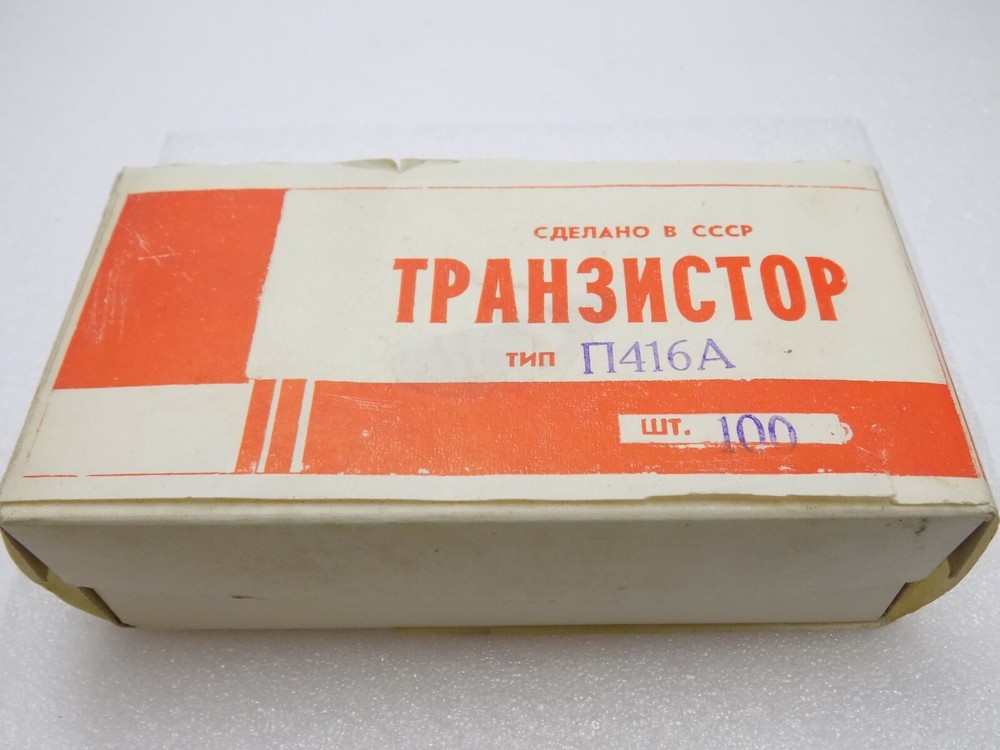 СДЕЛАНО В СССР
ТРАНЗИСТОР
ТИП П416А
ШТ. 100